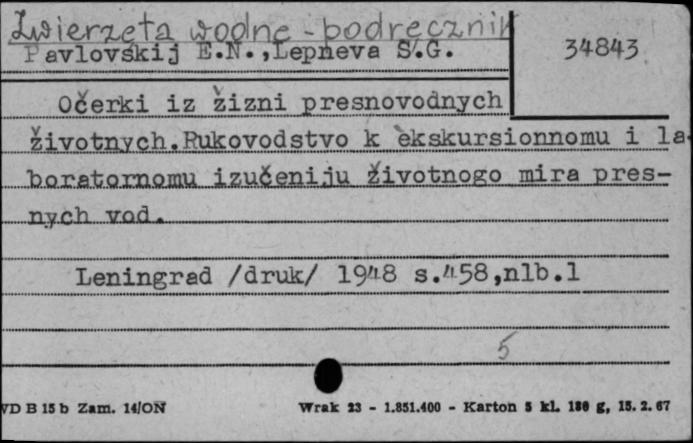 Zwierzęta wodne - podręcznik
Pavlovskij E.N.,Lepneva S.G.
34843
Očerki iz žizni presnovodnych
životnych.Rukovodstvo k èkskursionnomu i la-
boratornomu izučeniju životnogo mira pres-
nych vod.
Leningrad /druk/ 1948 s.458,nlb.1
5
VD B 15 b Zam. 14/ON Wrak 23 - 1.851.400 - Karton 5 kl. 180 g, 15. 2. 67